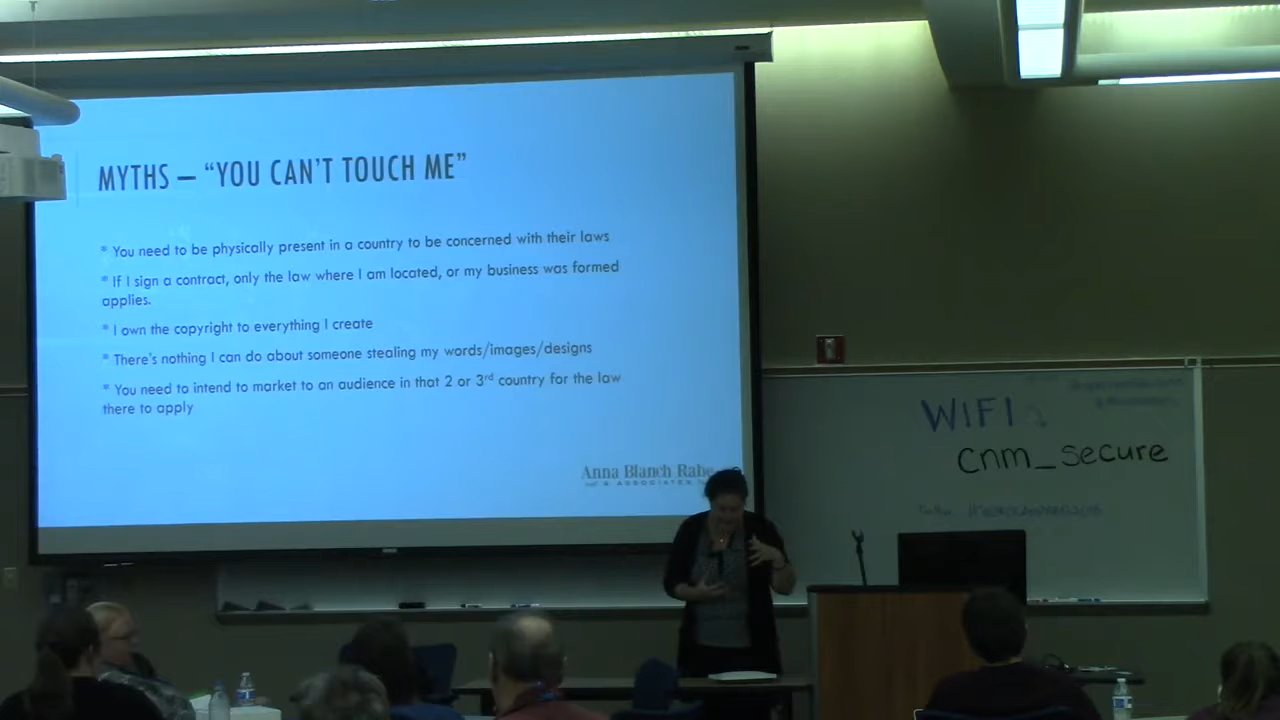 MYTHS – “YOU CAN’T TOUCH ME”
* You need to be physically present in a country to be concerned with their laws
* If I sign a contract, only the law where I am located, or my business was formed
applies.
* I own the copyright to everything I create
* There’s nothing I can do about someone stealing my words/images/designs
* You need to intend to market to an audience in that 2 or 3rd country for the law
there to apply
Anna Blanch Rabe
& ASSOCIATES
WIFI
cnm_secure